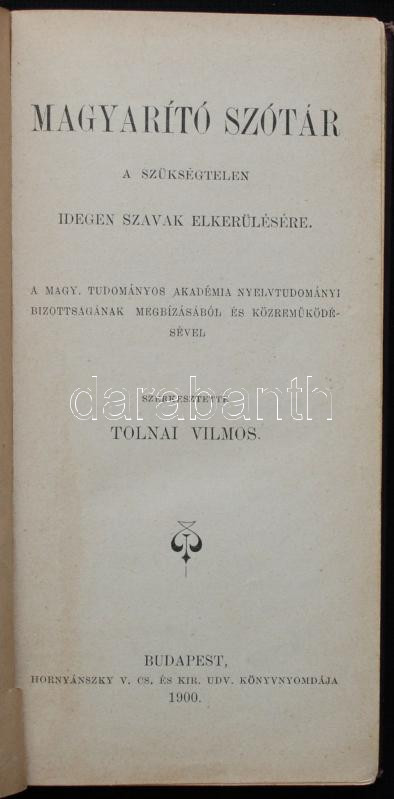 MAGYARÍTÓ SZÓTÁR
A SZÜKSÉGTELEN
IDEGEN SZAVAK ELKERÜLÉSÉRE.
A MAGY. TUDOMÁNYOS AKADÉMIA NYELVTUDOMÁNYI
BIZOTTSÁGÁNAK MEGBÍZÁSÁBÓL ÉS KÖZREMŰKÖDÉ-
SÉVEL
SZERKESZTETTE
darabanth
TOLNAI VILMOS.
BUDAPEST,
HORNYÁNSZKY V. CS. ÉS KIR. UDV. KÖNYVNYOMDÁJA
1900.